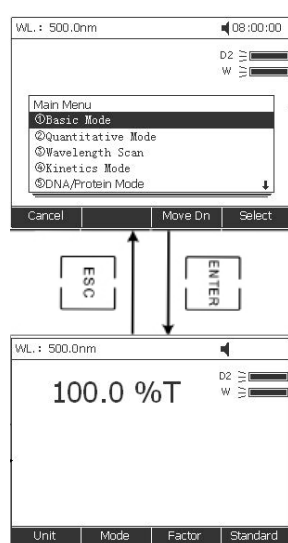 WL.: 500.0nm 08:00:00
D2
W
Main Menu
①Basic Mode
②Quantitative Mode
③Wavelength Scan
④Kinetics Mode
⑤DNA/Protein Mode
Cancel Move Dn Select
ESC ENTER
WL.: 500.0nm
D2
W
100.0 %T
Unit Mode Factor Standard